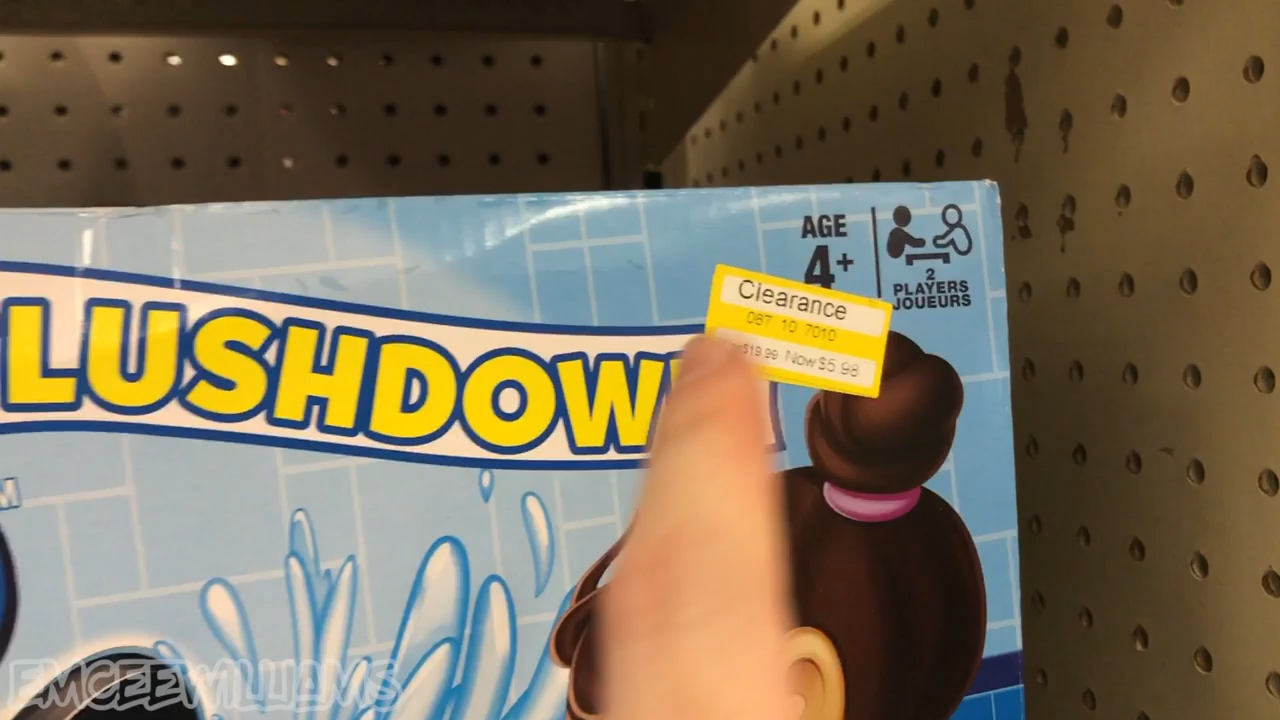 AGE
4+
2
PLAYERS
JOUEURS
Clearance
087 10 7010
$19.99 Now $5.98
LUSHDOW
M
EMCEEWILLIAMS